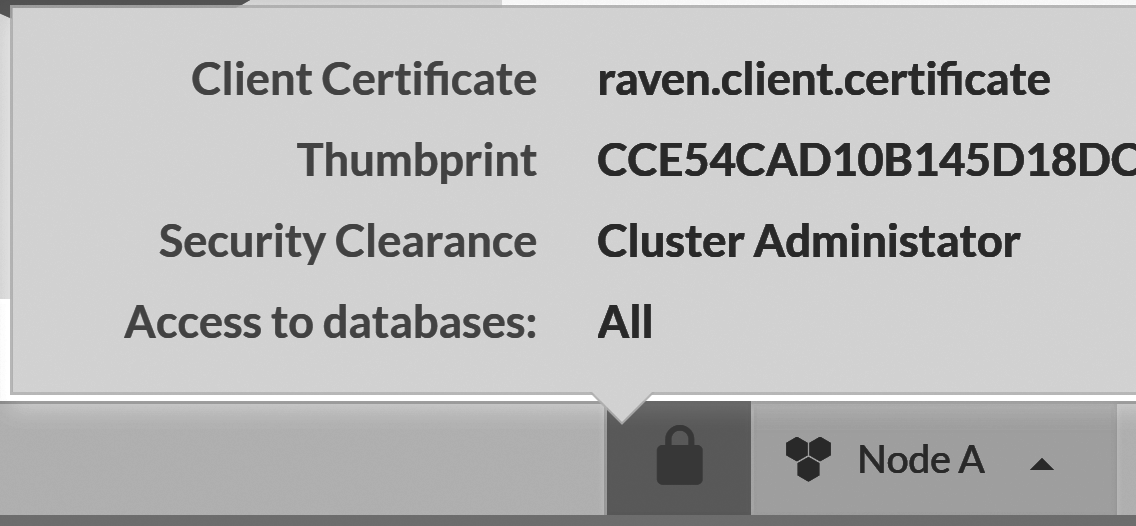 Client Certificate raven.client.certificate
Thumbprint CCE54CAD10B145D18DC
Security Clearance Cluster Administator
Access to databases: All
Node A